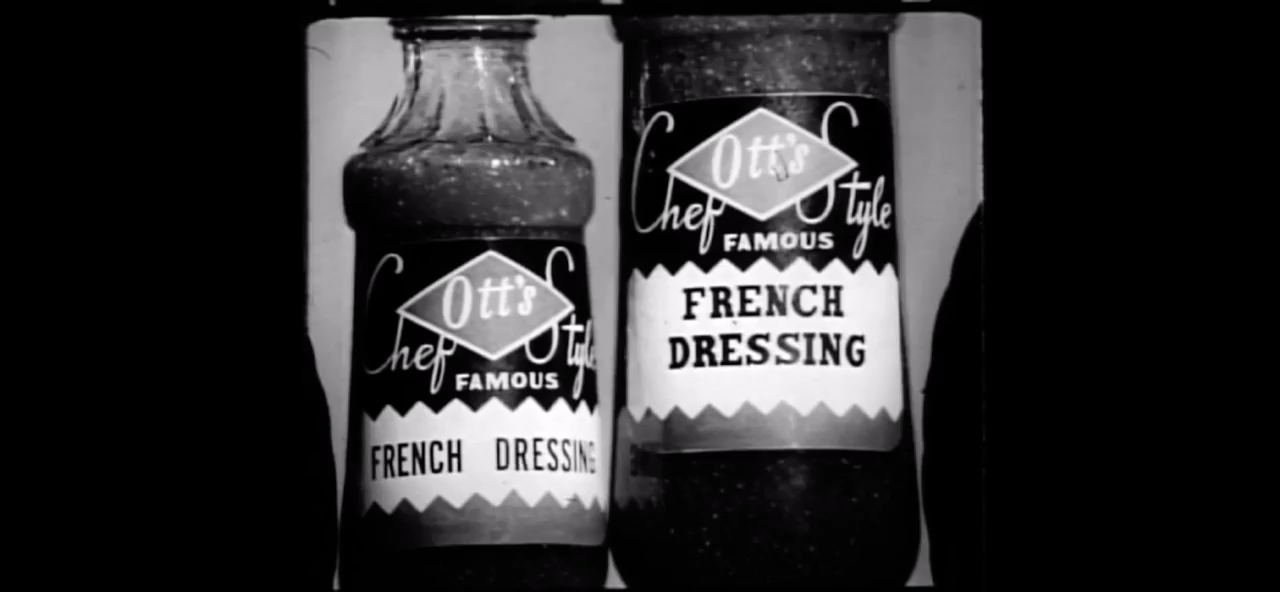 Ott's
Chef Style
FAMOUS
FRENCH DRESSING
Ott's
Chef Style
FAMOUS
FRENCH
DRESSING